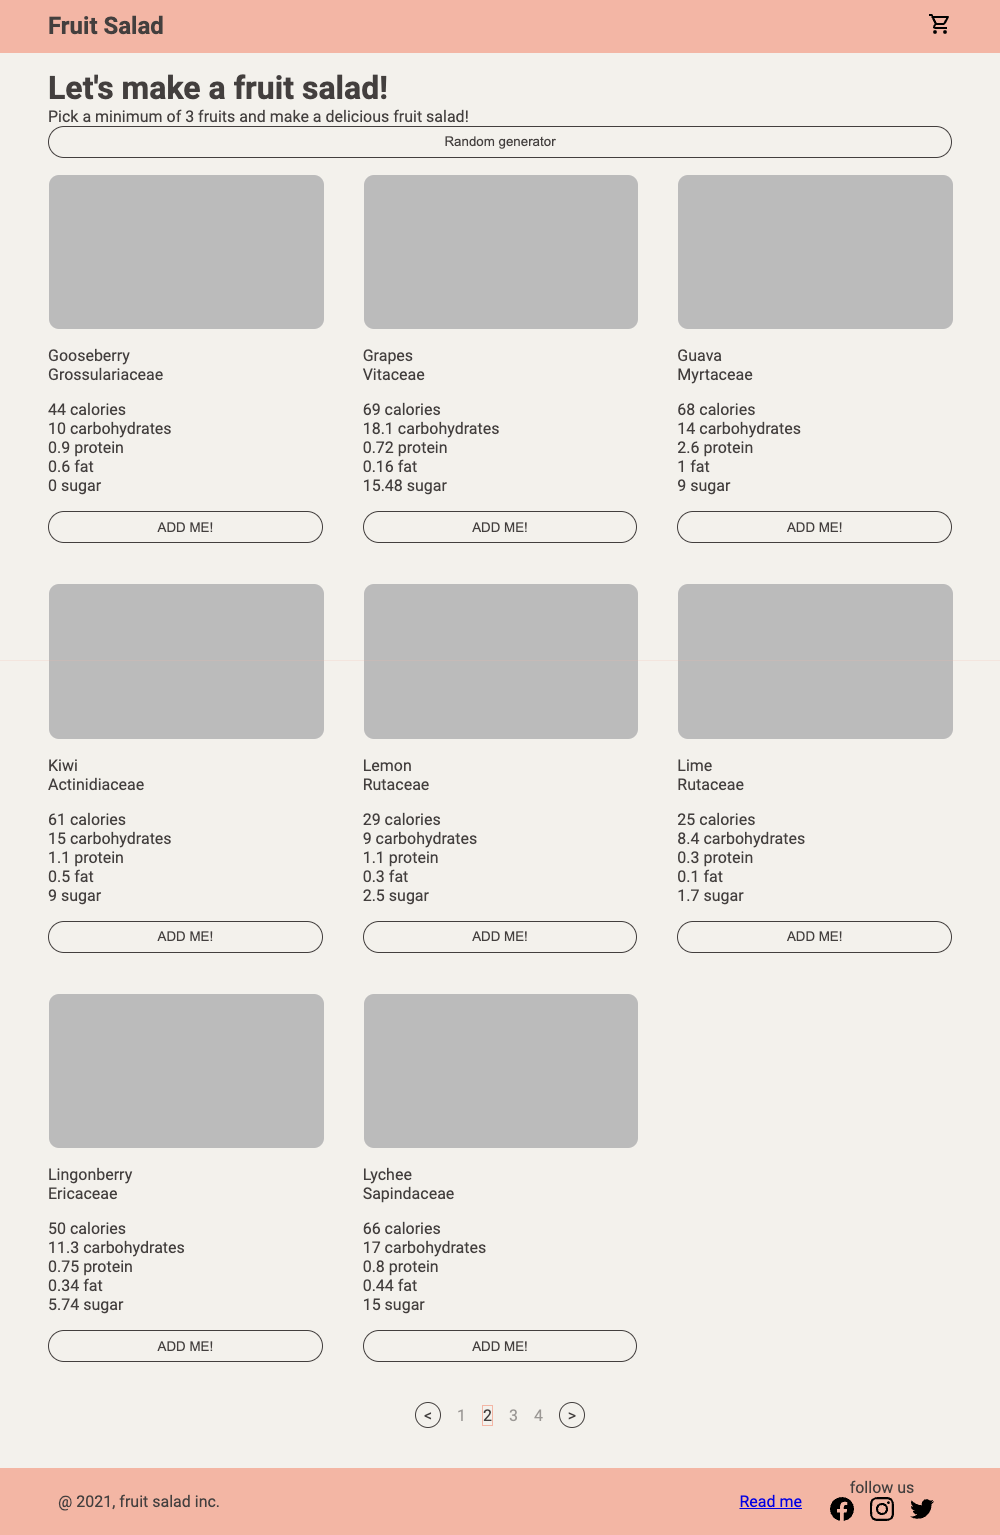 Fruit Salad
Let's make a fruit salad!
Pick a minimum of 3 fruits and make a delicious fruit salad!
Random generator
Gooseberry
Grossulariaceae
44 calories
10 carbohydrates
0.9 protein
0.6 fat
0 sugar
ADD ME!
Grapes
Vitaceae
69 calories
18.1 carbohydrates
0.72 protein
0.16 fat
15.48 sugar
ADD ME!
Guava
Myrtaceae
68 calories
14 carbohydrates
2.6 protein
1 fat
9 sugar
ADD ME!
Kiwi
Actinidiaceae
61 calories
15 carbohydrates
1.1 protein
0.5 fat
9 sugar
ADD ME!
Lemon
Rutaceae
29 calories
9 carbohydrates
1.1 protein
0.3 fat
2.5 sugar
ADD ME!
Lime
Rutaceae
25 calories
8.4 carbohydrates
0.3 protein
0.1 fat
1.7 sugar
ADD ME!
Lingonberry
Ericaceae
50 calories
11.3 carbohydrates
0.75 protein
0.34 fat
5.74 sugar
ADD ME!
Lychee
Sapindaceae
66 calories
17 carbohydrates
0.8 protein
0.44 fat
15 sugar
ADD ME!
< 1 2 3 4 >
@ 2021, fruit salad inc.
Read me
follow us